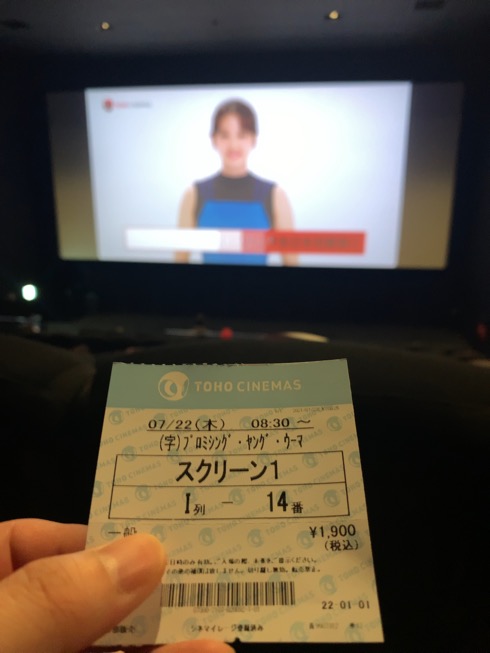 TOHO CINEMAS
07/22(木) 08:30～
(字)ﾌﾟﾛﾐｼﾝｸﾞ・ﾔﾝｸﾞ・ｳｰﾏ
スクリーン1
I列 － 14番
一般 ¥1,900
(税込)
22-01-01
シネマイレージ登録済み